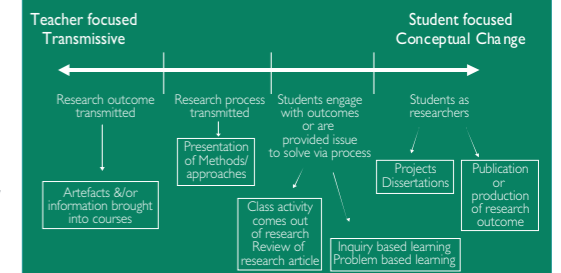 Teacher focused
Transmissive
Student focused
Conceptual Change
Research outcome
transmitted
Research process
transmitted
Students engage
with outcomes
or are
provided issue
to solve via process
Students as
researchers
Presentation
of Methods/
approaches
Projects
Dissertations
Publication
or
production
of research
outcome
Artefacts &/or
information brought
into courses
Class activity
comes out
of research
Review of
research article
Inquiry based learning
Problem based learning